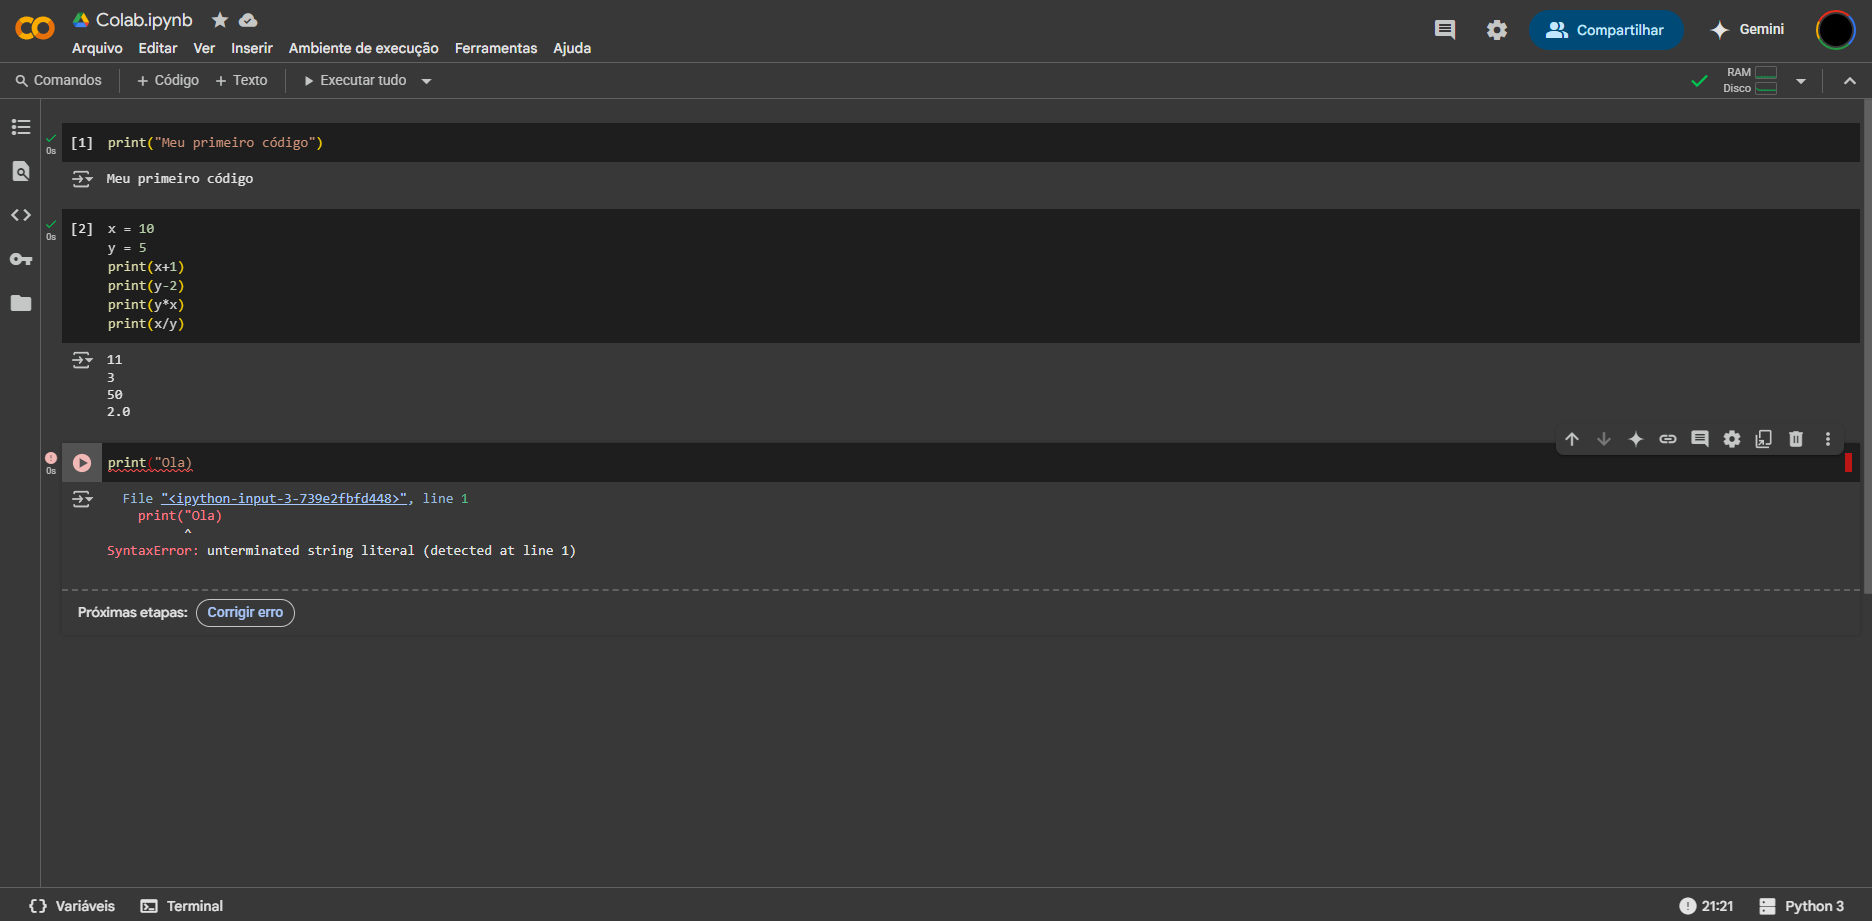 Colab.ipynb
Arquivo Editar Ver Inserir Ambiente de execução Ferramentas Ajuda
Compartilhar
Gemini
Comandos + Código + Texto Executar tudo
RAM
Disco
0s
[1] print("Meu primeiro código")
Meu primeiro código
0s
[2] x = 10
y = 5
print(x+1)
print(y-2)
print(y*x)
print(x/y)
11
3
50
2.0
0s
print("Ola)
File "<ipython-input-3-739e2fbfd448>", line 1
print("Ola)
^
SyntaxError: unterminated string literal (detected at line 1)
Próximas etapas: Corrigir erro
Variáveis Terminal 21:21 Python 3